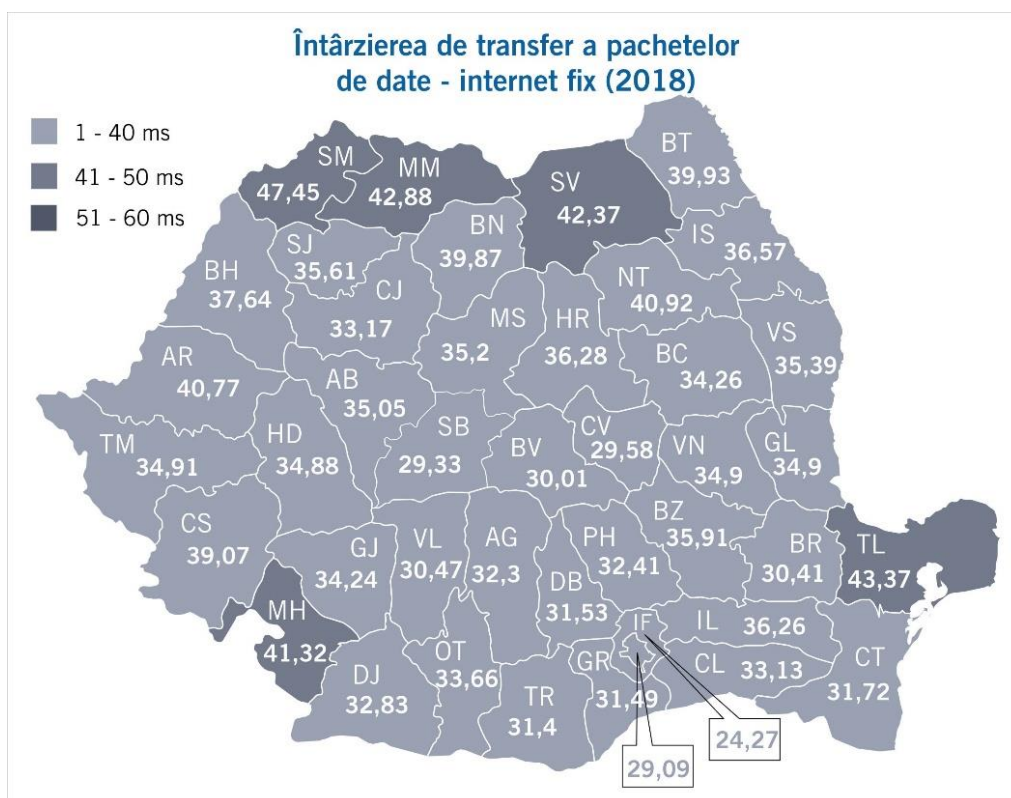 Întârzierea de transfer a pachetelor
de date - internet fix (2018)
1 - 40 ms
41 - 50 ms
51 - 60 ms
SM
47,45
MM
42,88
SV
42,37
BT
39,93
IS
36,57
BH
37,64
SJ
35,61
CJ
33,17
BN
39,87
MS
35,2
HR
36,28
NT
40,92
BC
34,26
VS
35,39
AR
40,77
AB
35,05
TM
34,91
HD
34,88
SB
29,33
BV
30,01
CV
29,58
VN
34,9
GL
34,9
CS
39,07
GJ
34,24
VL
30,47
AG
32,3
DB
31,53
PH
32,41
BZ
35,91
BR
30,41
TL
43,37
MH
41,32
DJ
32,83
OT
33,66
TR
31,4
GR
31,49
IF
IL
36,26
CL
33,13
CT
31,72
24,27
29,09